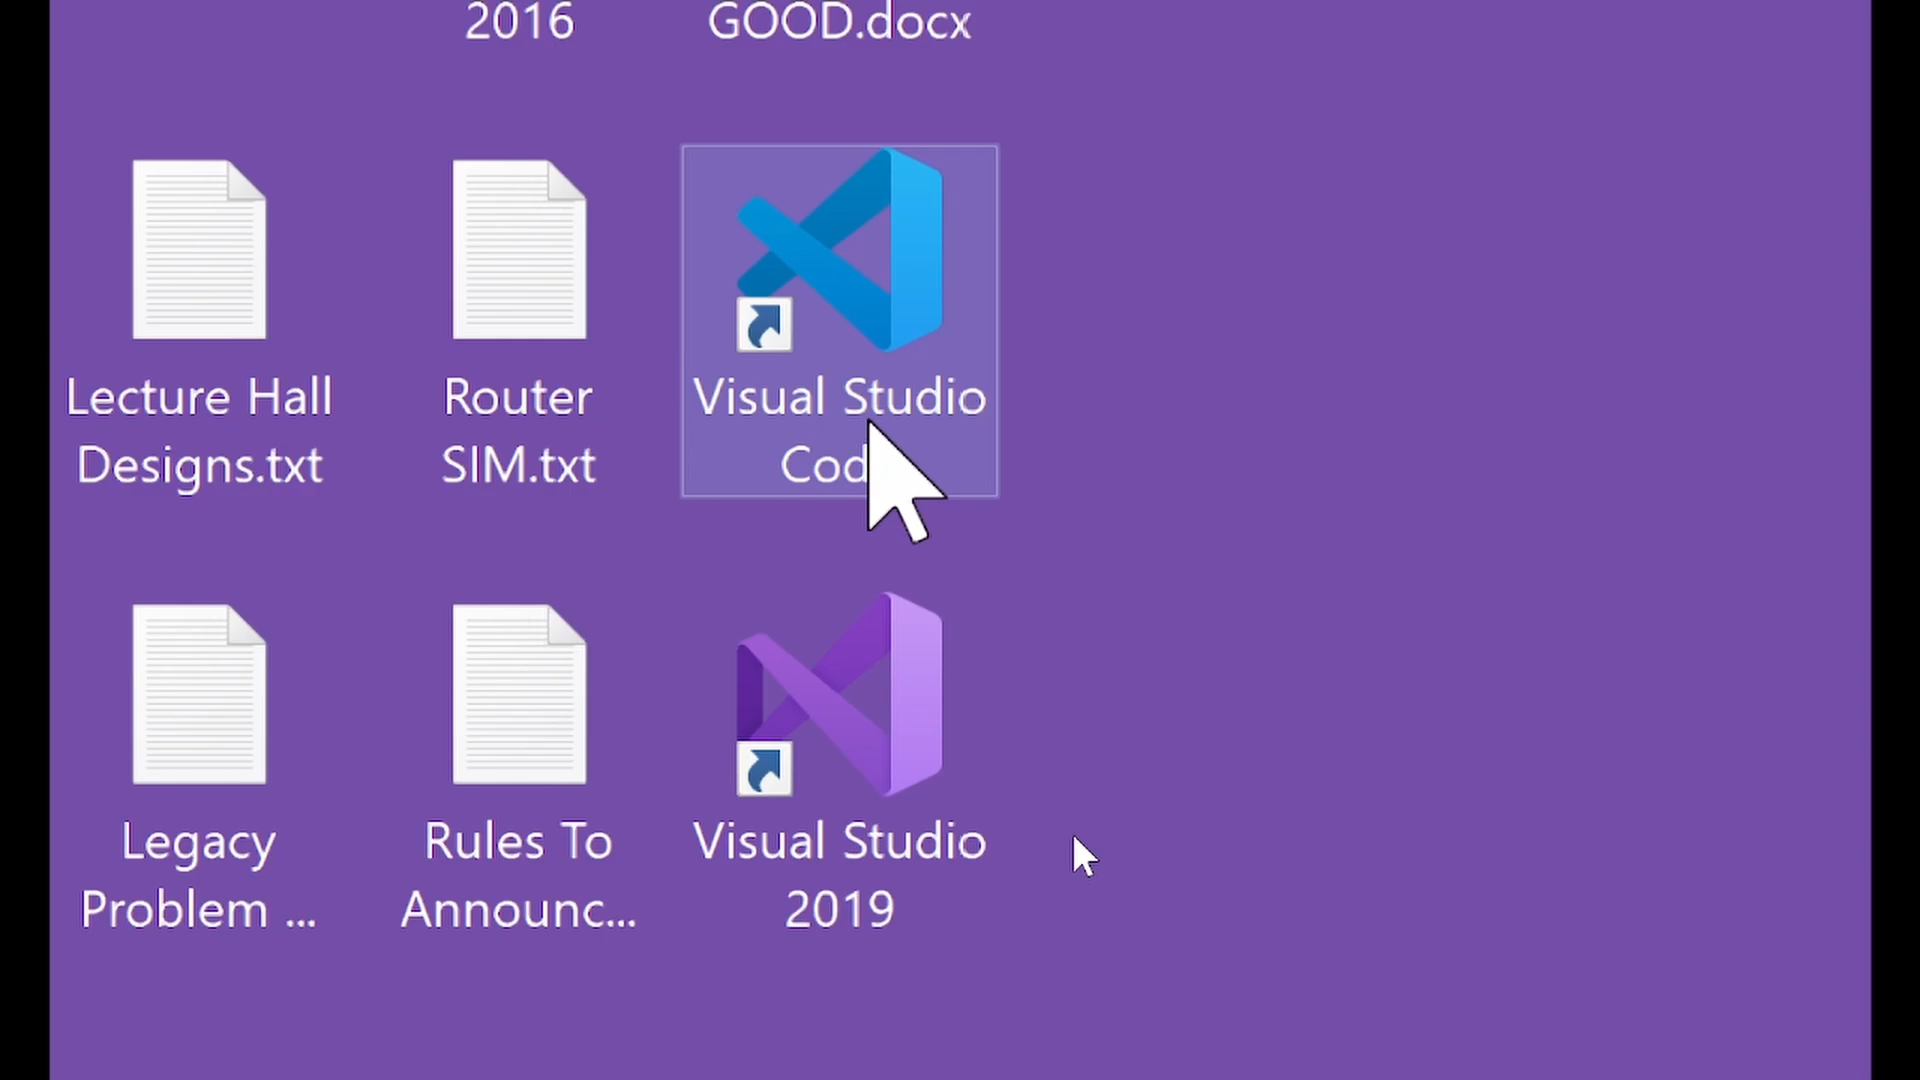 2016
GOOD.docx
Lecture Hall
Designs.txt
Router
SIM.txt
Visual Studio
Cod
Legacy
Problem ...
Rules To
Announc...
Visual Studio
2019